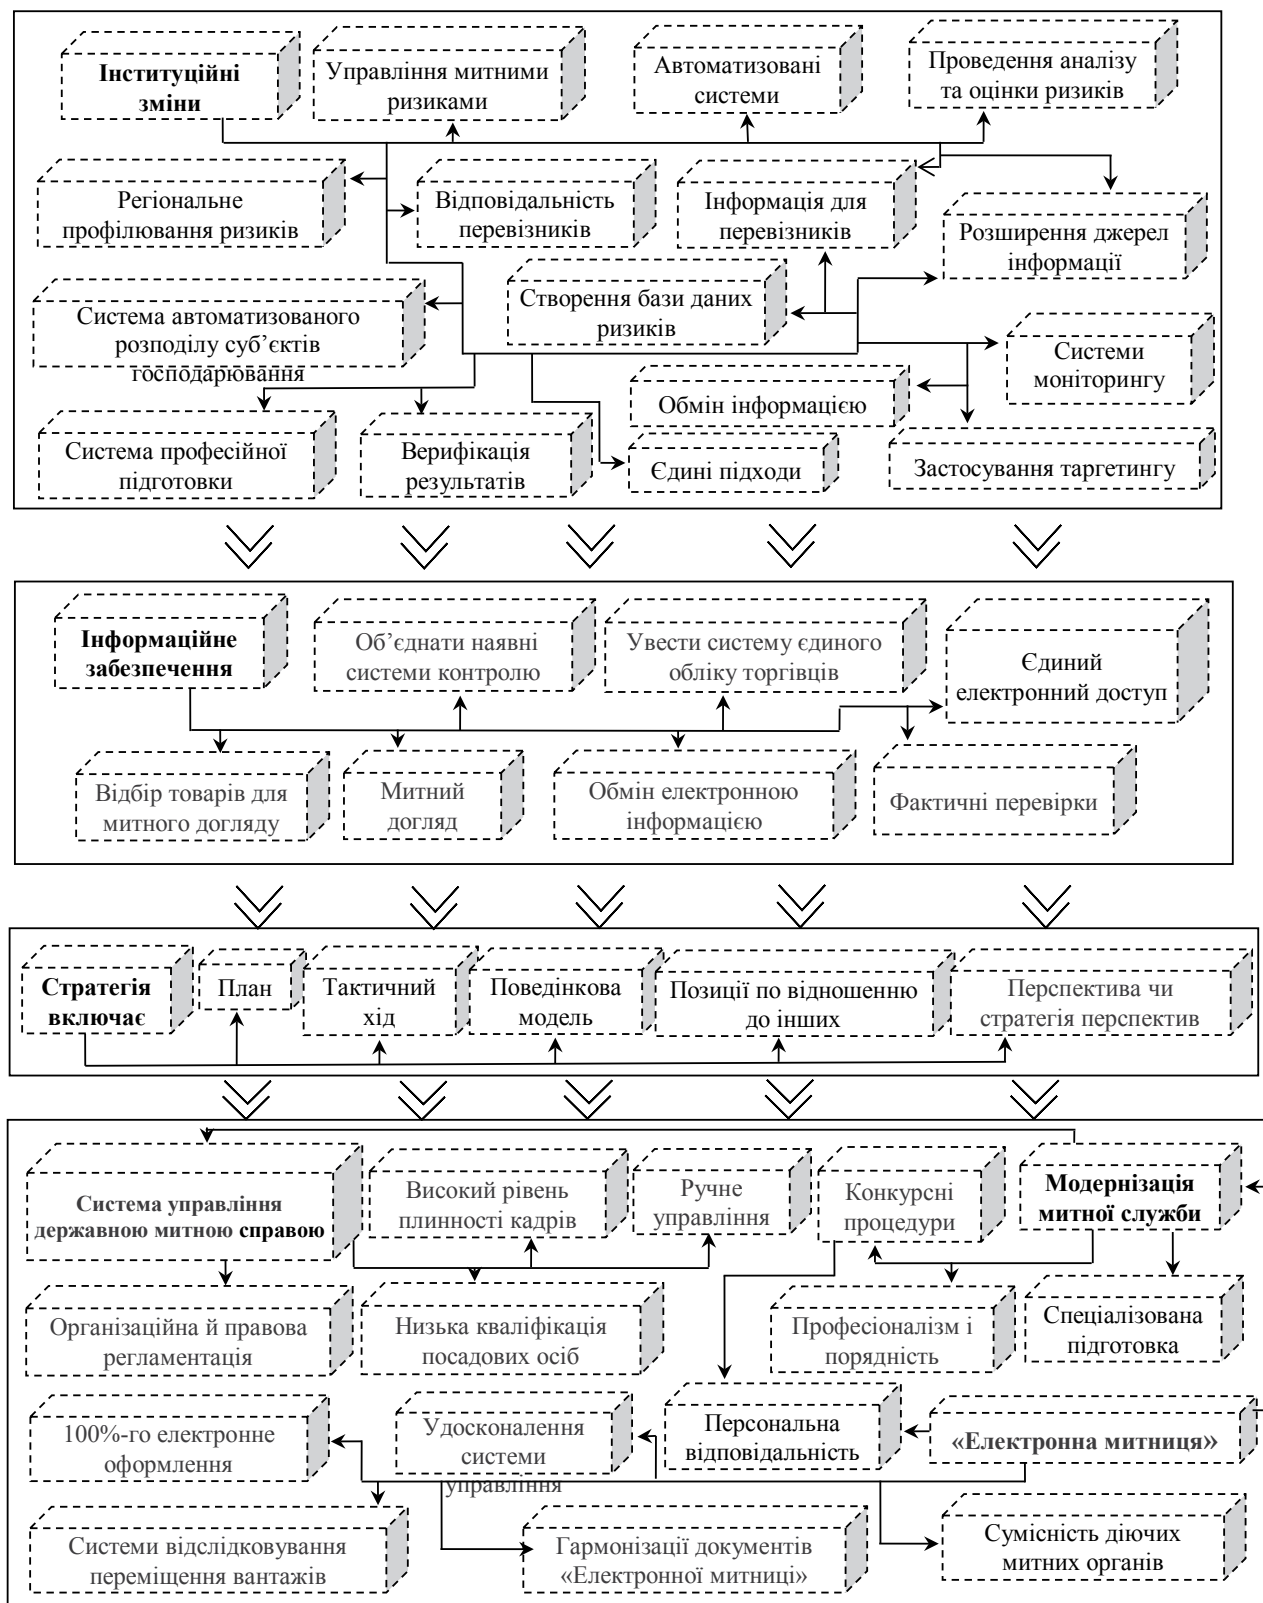 Інституційні
зміни
Управління митними
ризиками
Автоматизовані
системи
Проведення аналізу
та оцінки ризиків
Регіональне
профілювання ризиків
Відповідальність
перевізників
Інформація для
перевізників
Розширення джерел
інформації
Система автоматизованого
розподілу суб’єктів
господарювання
Створення бази даних
ризиків
Системи
моніторингу
Обмін інформацією
Система професійної
підготовки
Верифікація
результатів
Єдині підходи
Застосування таргетингу
Інформаційне
забезпечення
Об’єднати наявні
системи контролю
Увести систему єдиного
обліку торгівців
Єдиний
електронний доступ
Відбір товарів для
митного догляду
Митний
догляд
Обмін електронною
інформацією
Фактичні перевірки
Стратегія
включає
План
Тактичний
хід
Поведінкова
модель
Позиції по відношенню
до інших
Перспектива чи
стратегія перспектив
Система управління
державною митною справою
Високий рівень
плинності кадрів
Ручне
управління
Конкурсні
процедури
Модернізація
митної служби
Організаційна й правова
регламентація
Низька кваліфікація
посадових осіб
Професіоналізм і
порядність
Спеціалізована
підготовка
100%-го електронне
оформлення
Удосконалення
системи
управління
Персональна
відповідальність
«Електронна митниця»
Системи відслідковування
переміщення вантажів
Гармонізації документів
«Електронної митниці»
Сумісність діючих
митних органів